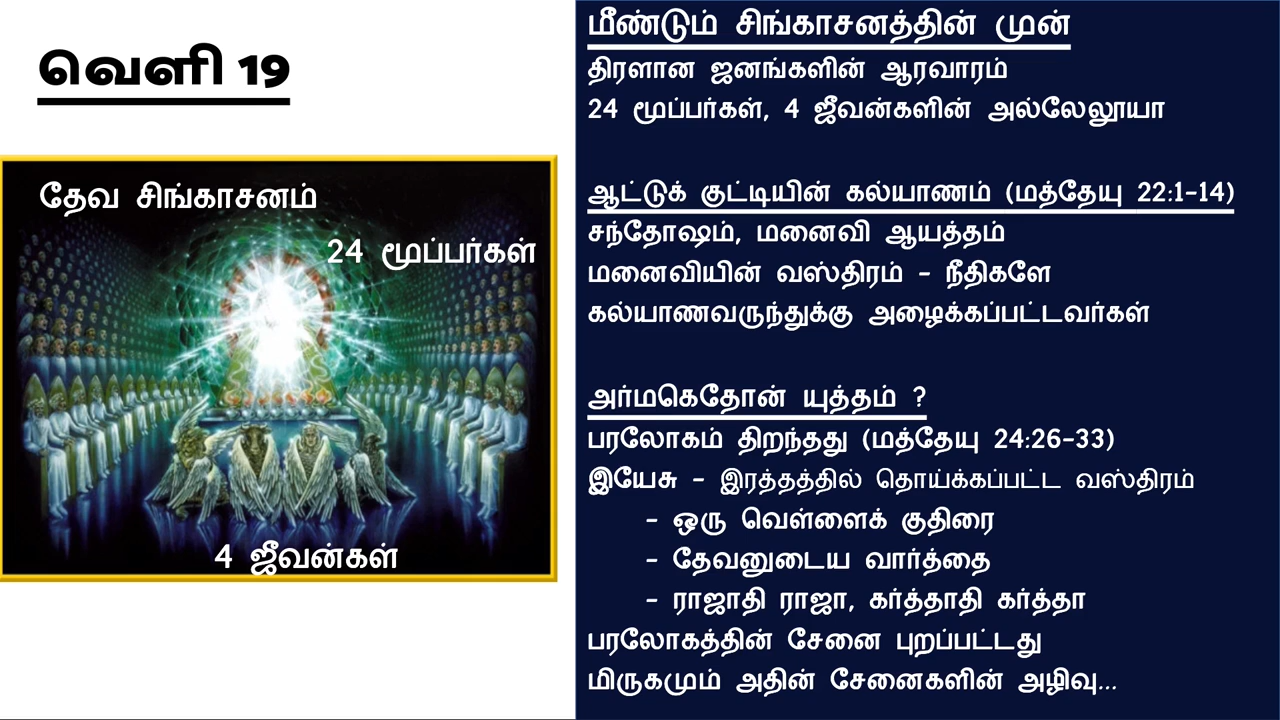 வெளி 19
தேவ சிங்காசனம்
24 மூப்பர்கள்
4 ஜீவன்கள்
மீண்டும் சிங்காசனத்தின் முன்
திரளான ஜனங்களின் ஆரவாரம்
24 மூப்பர்கள், 4 ஜீவன்களின் அல்லேலூயா
ஆட்டுக் குட்டியின் கல்யாணம் (மத்தேயு 22:1-14)
சந்தோஷம், மனைவி ஆயத்தம்
மனைவியின் வஸ்திரம் - நீதிகளே
கல்யாணவருந்துக்கு அழைக்கப்பட்டவர்கள்
அர்மகெதோன் யுத்தம் ?
பரலோகம் திறந்தது (மத்தேயு 24:26-33)
இயேசு - இரத்தத்தில் தொய்க்கப்பட்ட வஸ்திரம்
- ஒரு வெள்ளைக் குதிரை
- தேவனுடைய வார்த்தை
- ராஜாதி ராஜா, கர்த்தாதி கர்த்தா
பரலோகத்தின் சேனை புறப்பட்டது
மிருகமும் அதின் சேனைகளின் அழிவு...